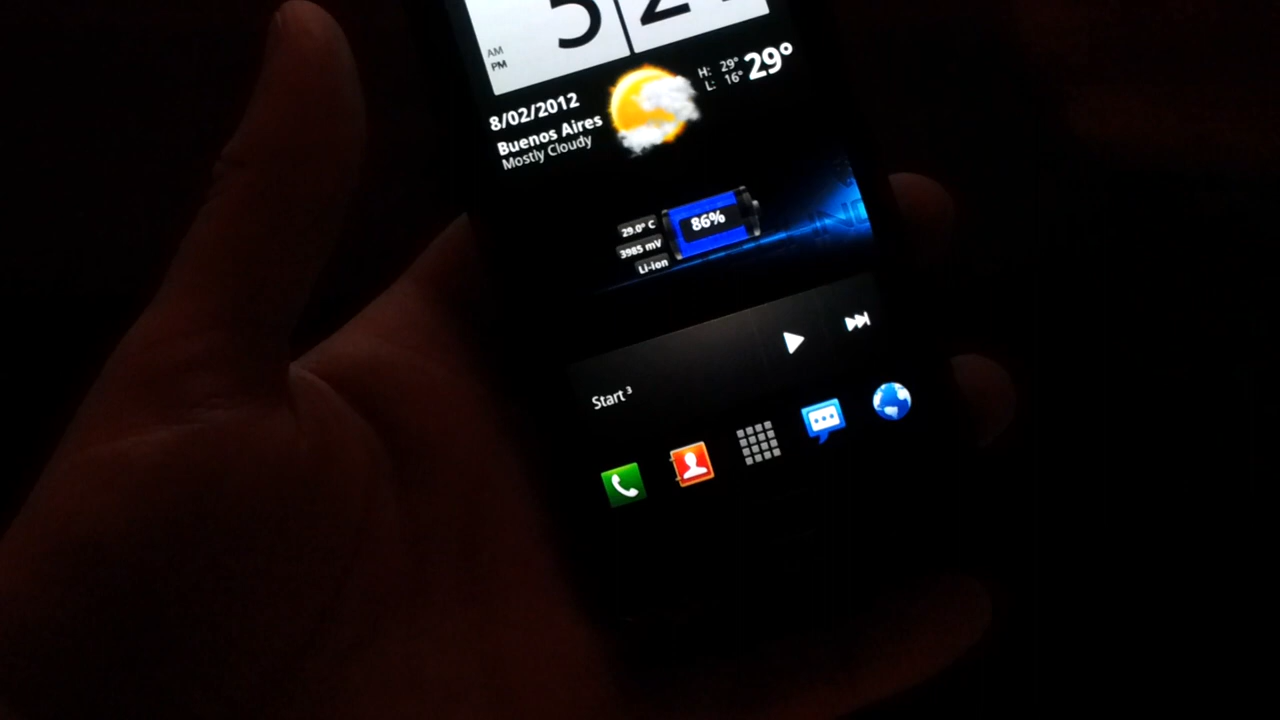 5
AM
PM
H: 29°
L: 16°
29°
8/02/2012
Buenos Aires
Mostly Cloudy
86%
29.0° C
3985 mV
Li-ion
Start ³